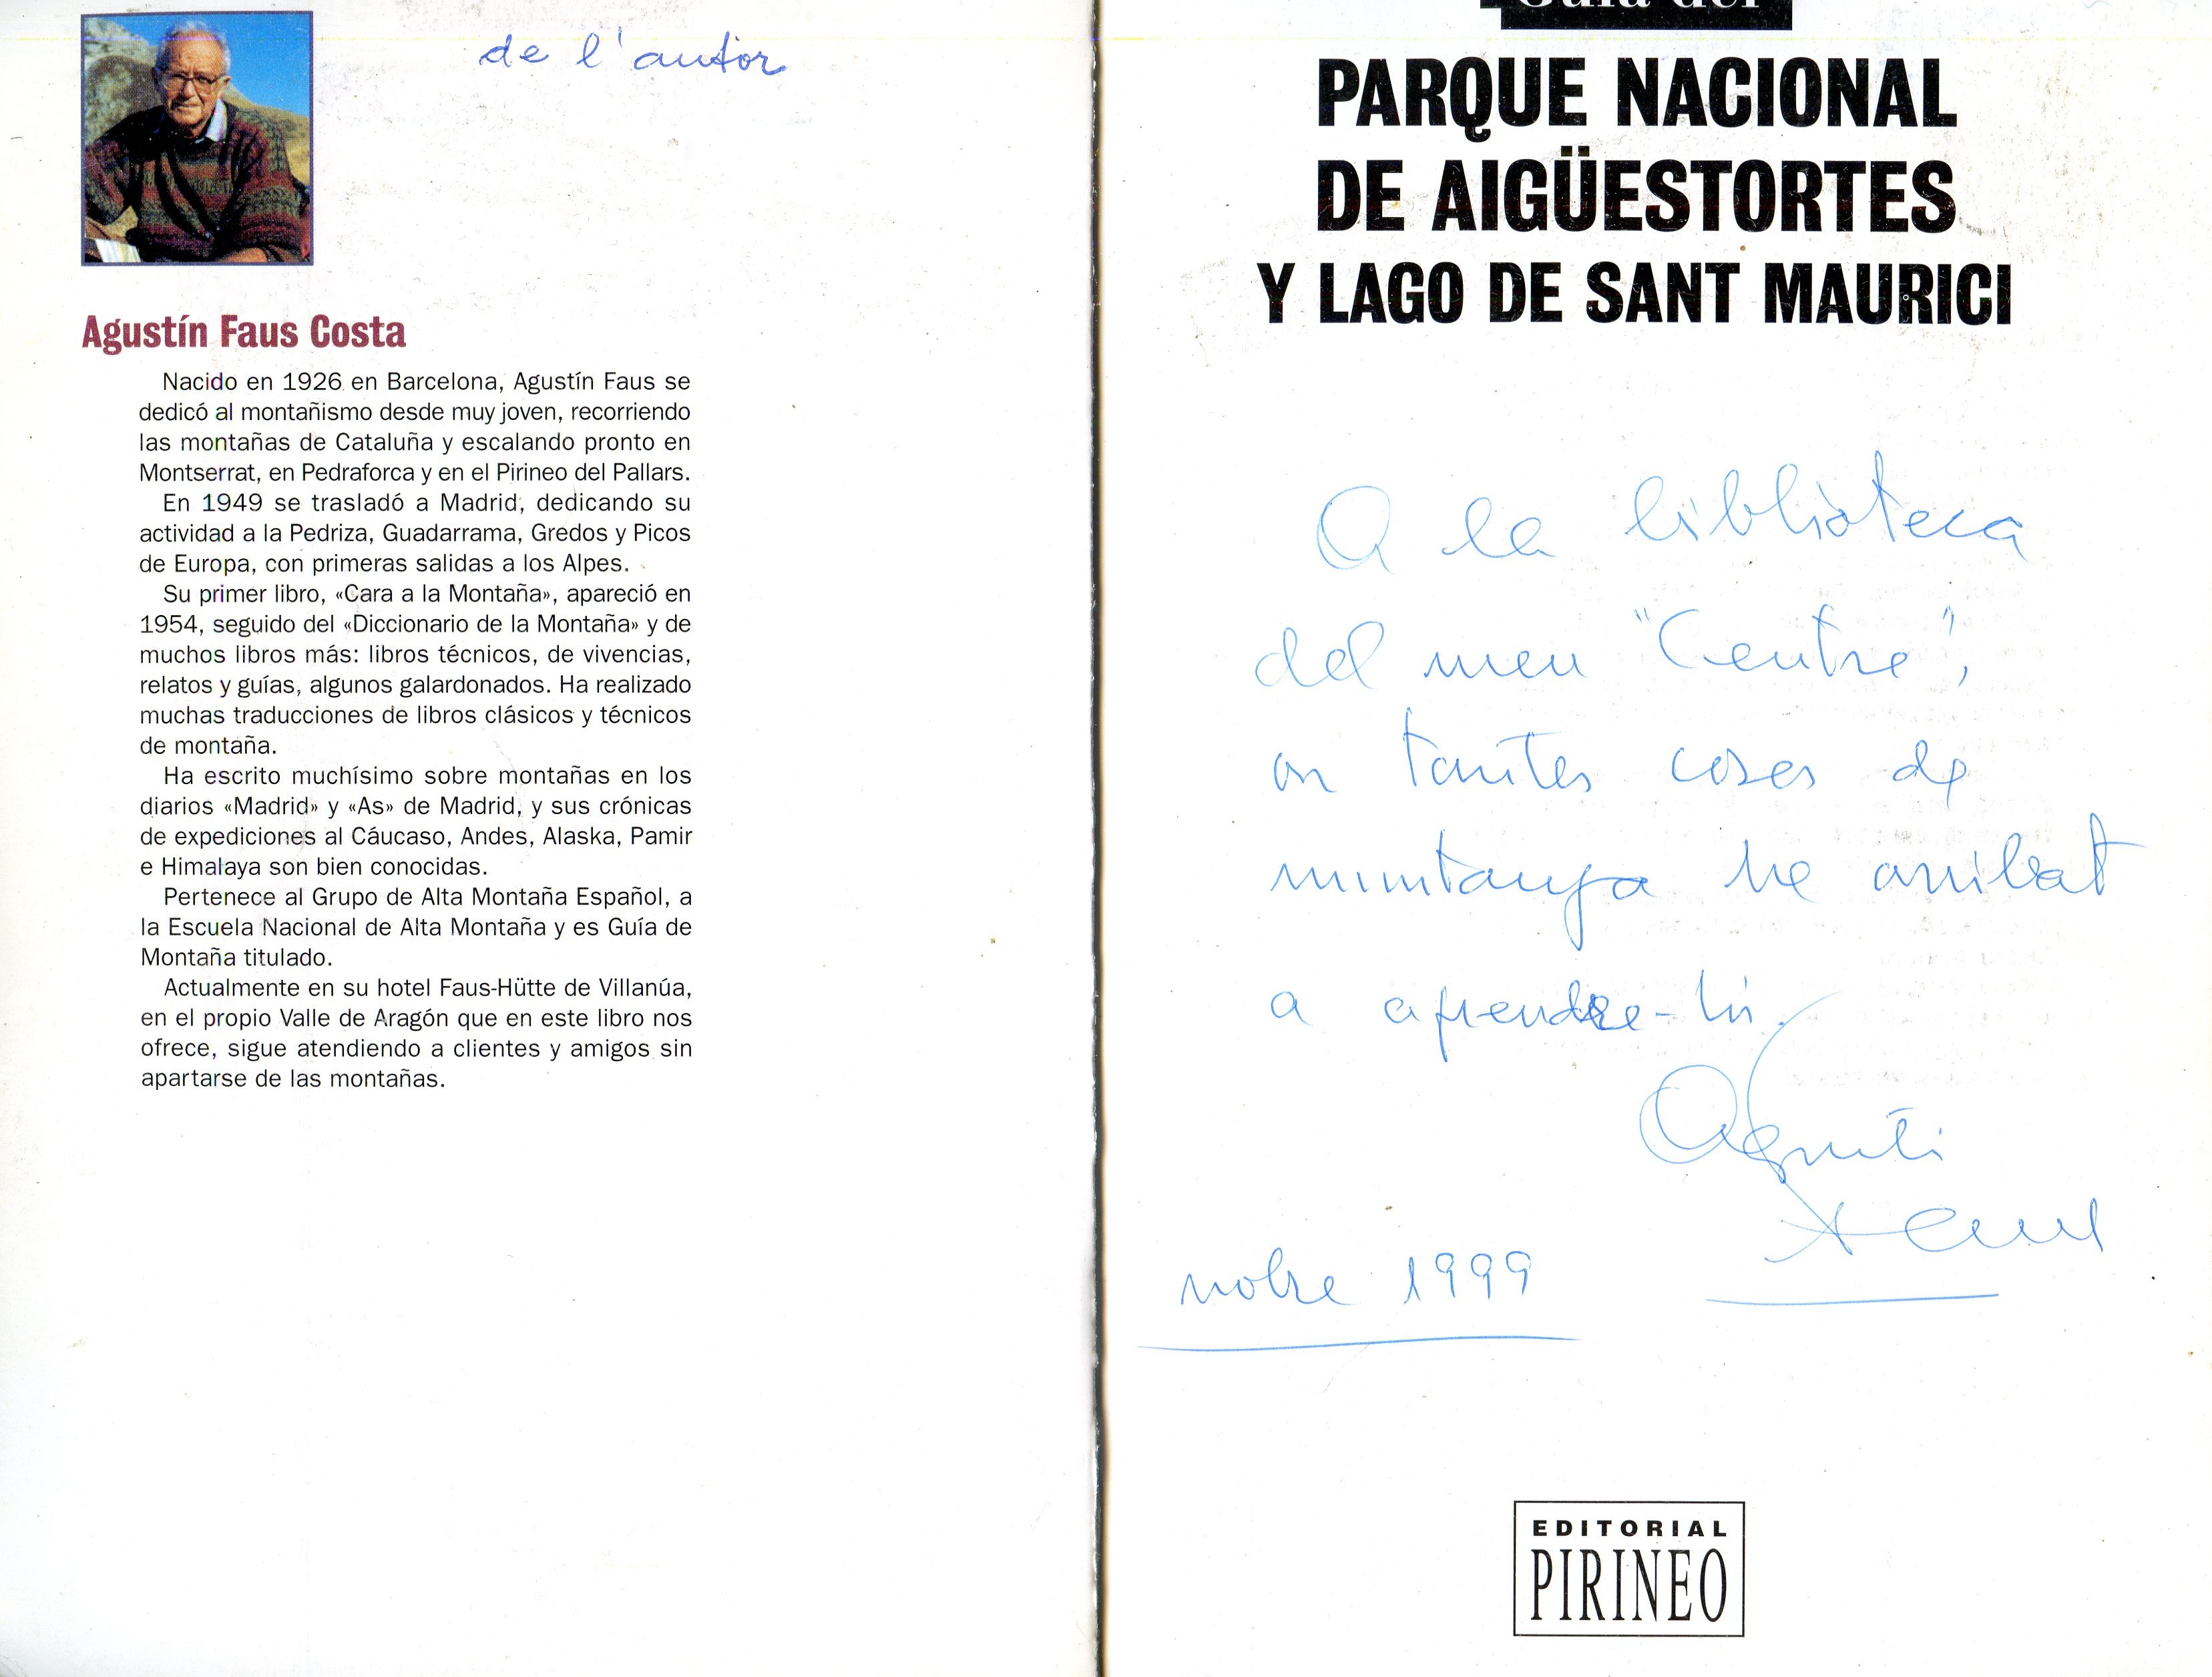 de l'autor
Agustín Faus Costa
Nacido en 1926 en Barcelona, Agustín Faus se
dedicó al montañismo desde muy joven, recorriendo
las montañas de Cataluña y escalando pronto en
Montserrat, en Pedraforca y en el Pirineo del Pallars.
En 1949 se trasladó a Madrid, dedicando su
actividad a la Pedriza, Guadarrama, Gredos y Picos
de Europa, con primeras salidas a los Alpes.
Su primer libro, «Cara a la Montaña», apareció en
1954, seguido del «Diccionario de la Montaña» y de
muchos libros más: libros técnicos, de vivencias,
relatos y guías, algunos galardonados. Ha realizado
muchas traducciones de libros clásicos y técnicos
de montaña.
Ha escrito muchísimo sobre montañas en los
diarios «Madrid» y «As» de Madrid, y sus crónicas
de expediciones al Cáucaso, Andes, Alaska, Pamir
e Himalaya son bien conocidas.
Pertenece al Grupo de Alta Montaña Español, a
la Escuela Nacional de Alta Montaña y es Guía de
Montaña titulado.
Actualmente en su hotel Faus-Hütte de Villanúa,
en el propio Valle de Aragón que en este libro nos
ofrece, sigue atendiendo a clientes y amigos sin
apartarse de las montañas.
Guía del
PARQUE NACIONAL
DE AIGÜESTORTES
Y LAGO DE SANT MAURICI
A la biblioteca
del meu "Centre",
on tantes coses de
muntanya he arribat
a aprendre-hi.
Agustí
Faus
nobre 1999
EDITORIAL
PIRINEO